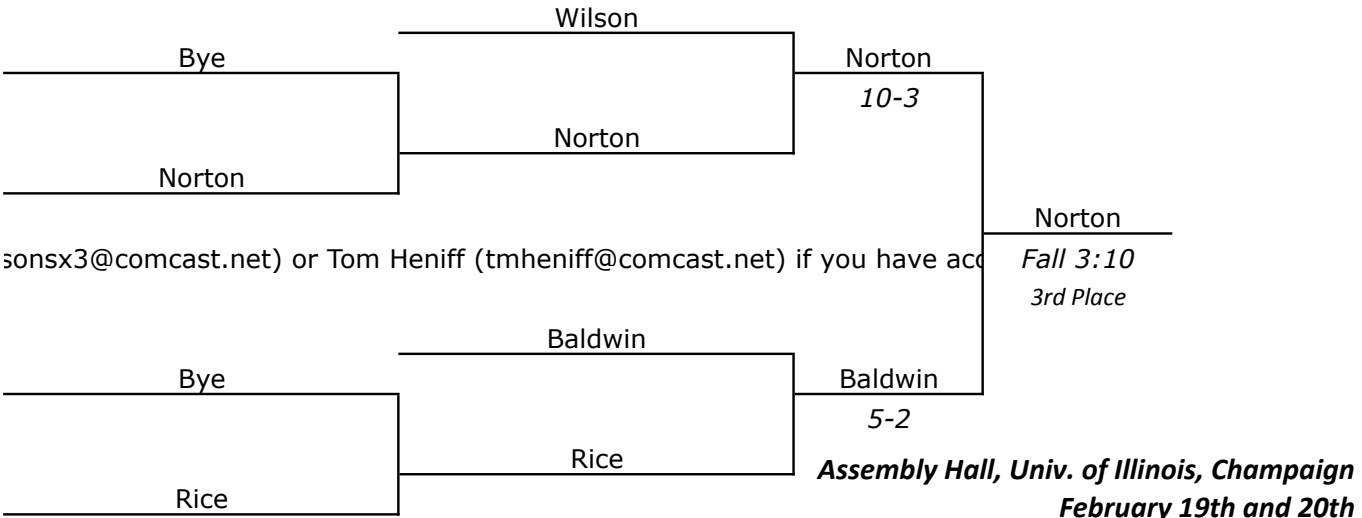 Wilson
Bye
Norton
10-3
Norton
Norton
Norton
sonsx3@comcast.net) or Tom Heniff (tmheniff@comcast.net) if you have acc
Fall 3:10
3rd Place
Baldwin
Bye
Baldwin
5-2
Rice
Assembly Hall, Univ. of Illinois, Champaign
Rice
February 19th and 20th